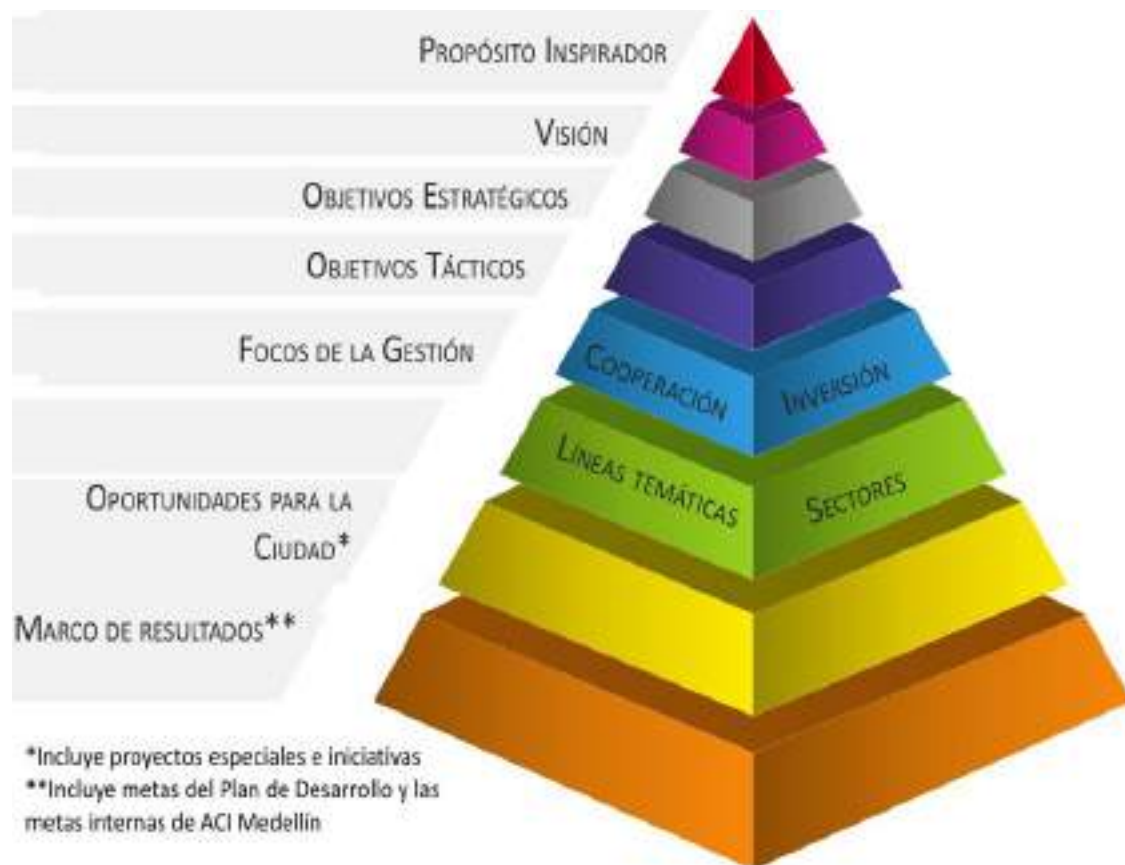 Propósito Inspirador
Visión
Objetivos Estratégicos
Objetivos Tácticos
Focos de la Gestión
Cooperación
Inversión
Líneas temáticas
Sectores
Oportunidades para la
Ciudad*
Marco de resultados**
*Incluye proyectos especiales e iniciativas
**Incluye metas del Plan de Desarrollo y las
metas internas de ACI Medellín